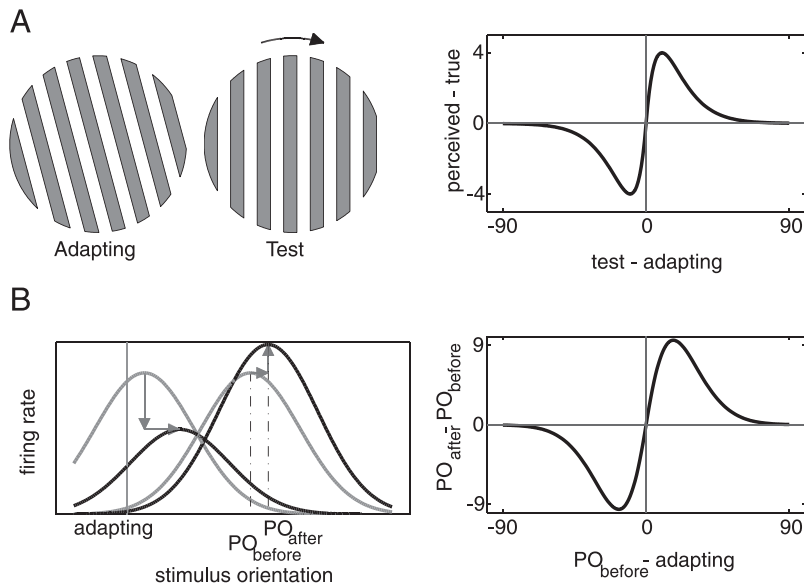 A
Adapting
Test
perceived - true
4
0
-4
-90
0
90
test - adapting
B
firing rate
adapting
PObefore
POafter
stimulus orientation
POafter- PObefore
9
0
-9
-90
0
90
PObefore- adapting